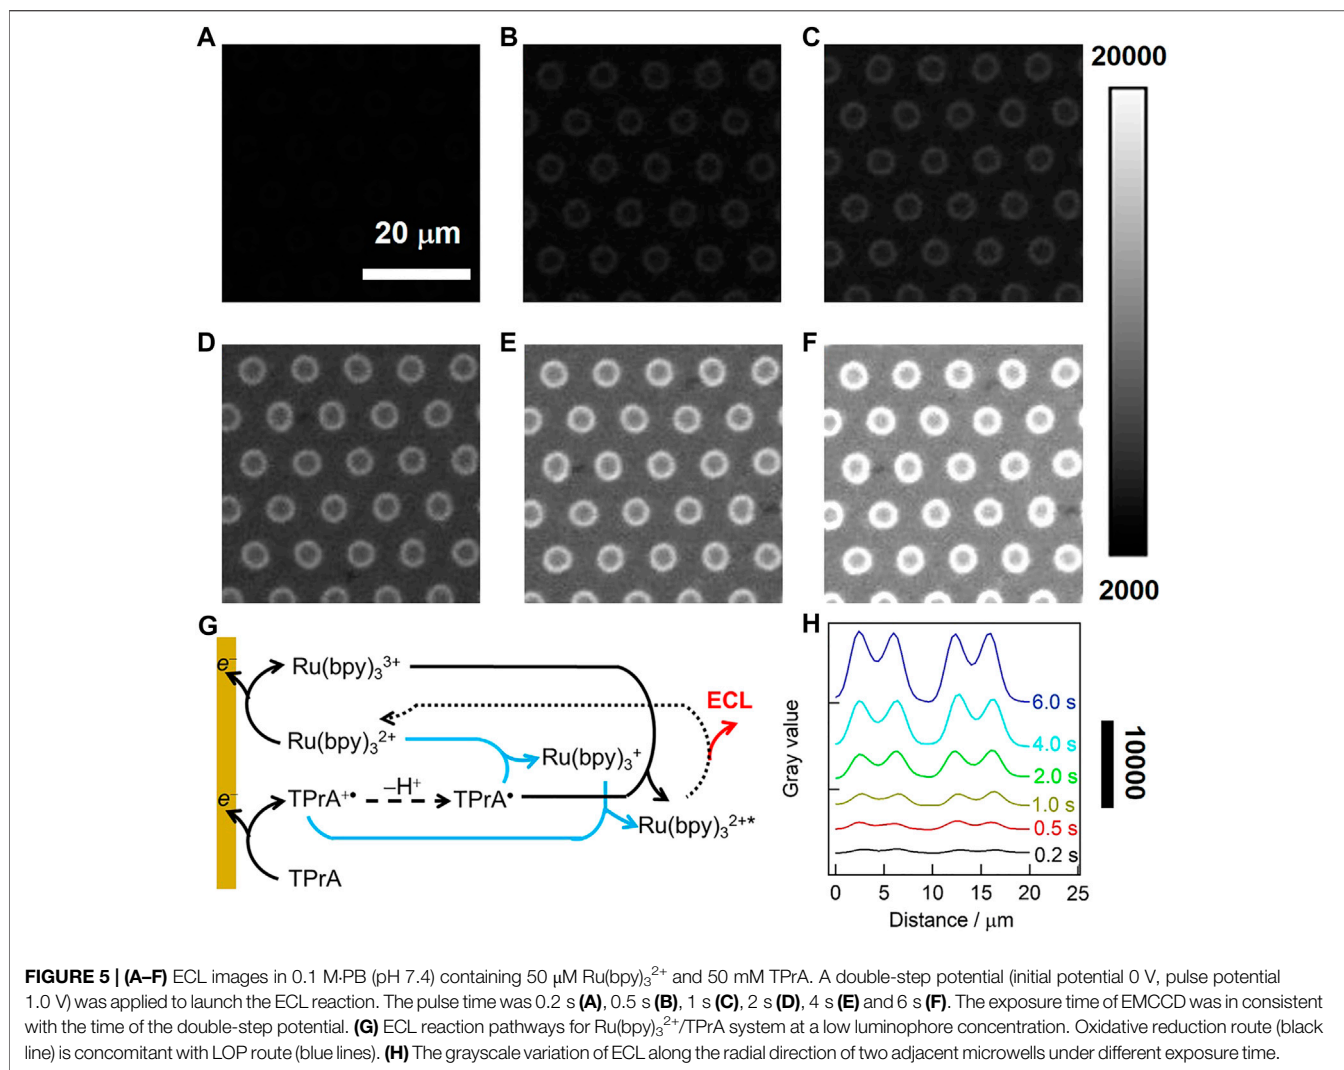 A
B
C
20000
20 μm
D
E
F
2000
G
H
e⁻
Ru(bpy)₃³⁺
ECL
Ru(bpy)₃²⁺
Ru(bpy)₃⁺
e⁻
TPrA⁺•
–H⁺
TPrA•
Ru(bpy)₃²⁺*
TPrA
Gray value
6.0 s
4.0 s
2.0 s
1.0 s
0.5 s
0.2 s
10000
0 5 10 15 20 25
Distance / μm
FIGURE 5 | (A–F) ECL images in 0.1 M·PB (pH 7.4) containing 50 μM Ru(bpy)₃²⁺ and 50 mM TPrA. A double-step potential (initial potential 0 V, pulse potential
1.0 V) was applied to launch the ECL reaction. The pulse time was 0.2 s (A), 0.5 s (B), 1 s (C), 2 s (D), 4 s (E) and 6 s (F). The exposure time of EMCCD was in consistent
with the time of the double-step potential. (G) ECL reaction pathways for Ru(bpy)₃²⁺/TPrA system at a low luminophore concentration. Oxidative reduction route (black
line) is concomitant with LOP route (blue lines). (H) The grayscale variation of ECL along the radial direction of two adjacent microwells under different exposure time.